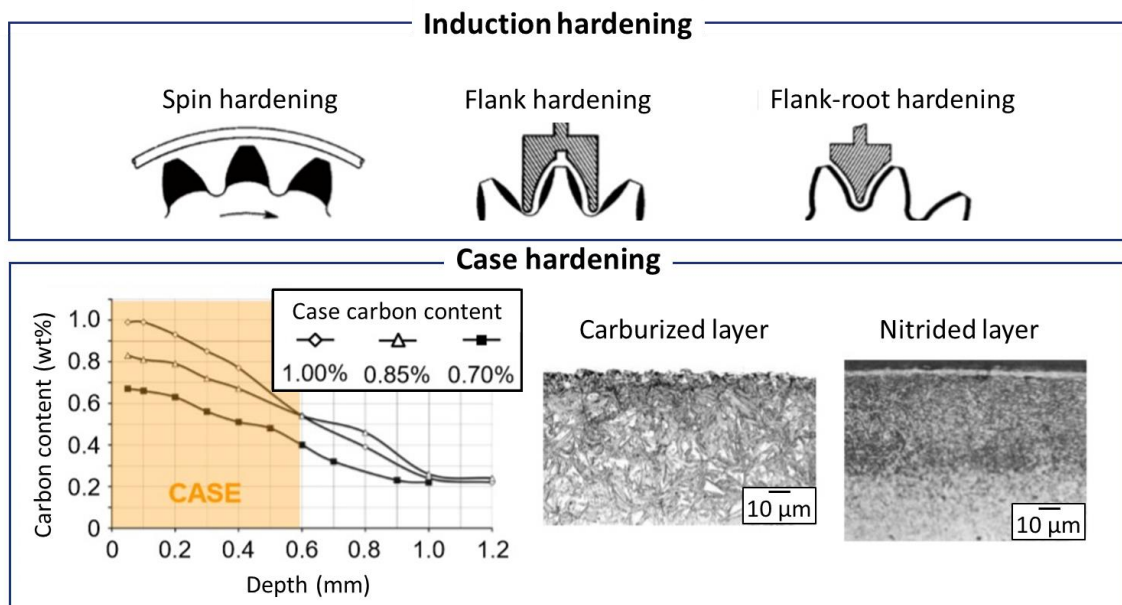 Induction hardening
Spin hardening
Flank hardening
Flank-root hardening
Case hardening
Carbon content (wt%)
1.0
0.8
0.6
0.4
0.2
0
CASE
0
0.2
0.4
0.6
0.8
1.0
1.2
Depth (mm)
Case carbon content
1.00%
0.85%
0.70%
Carburized layer
10 μm
Nitrided layer
10 μm